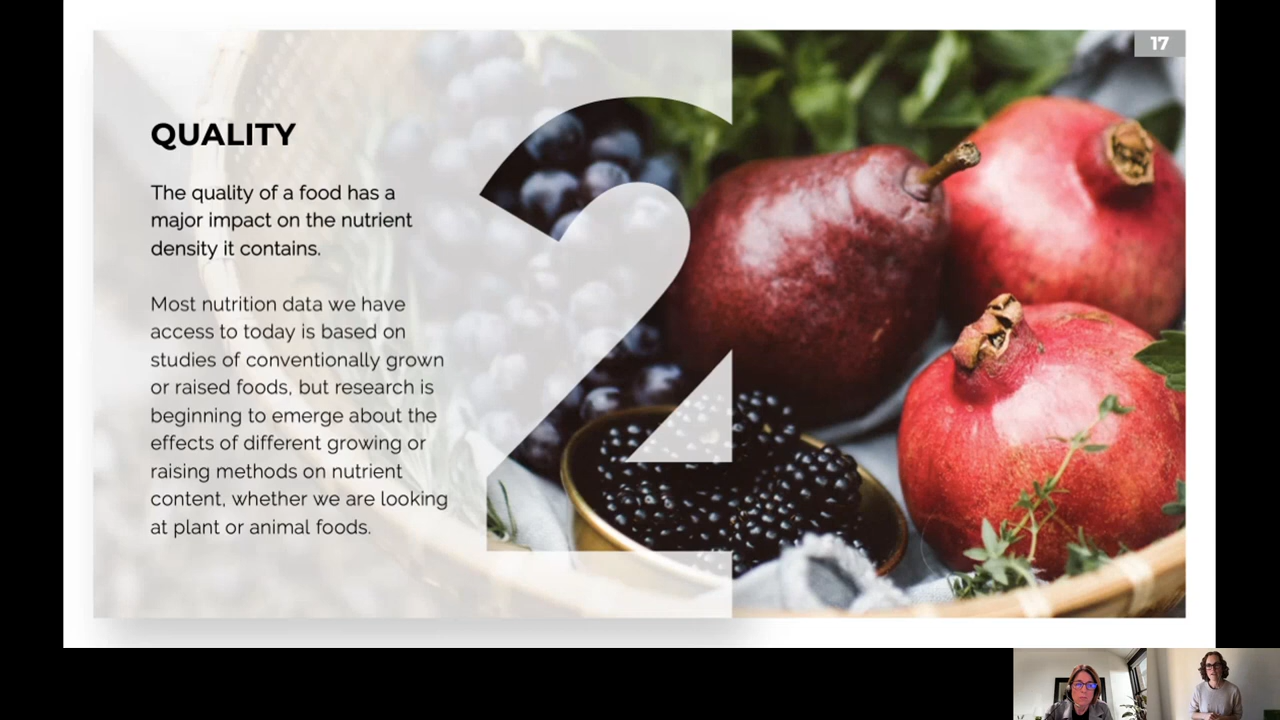 17
QUALITY
The quality of a food has a
major impact on the nutrient
density it contains.
Most nutrition data we have
access to today is based on
studies of conventionally grown
or raised foods, but research is
beginning to emerge about the
effects of different growing or
raising methods on nutrient
content, whether we are looking
at plant or animal foods.
2